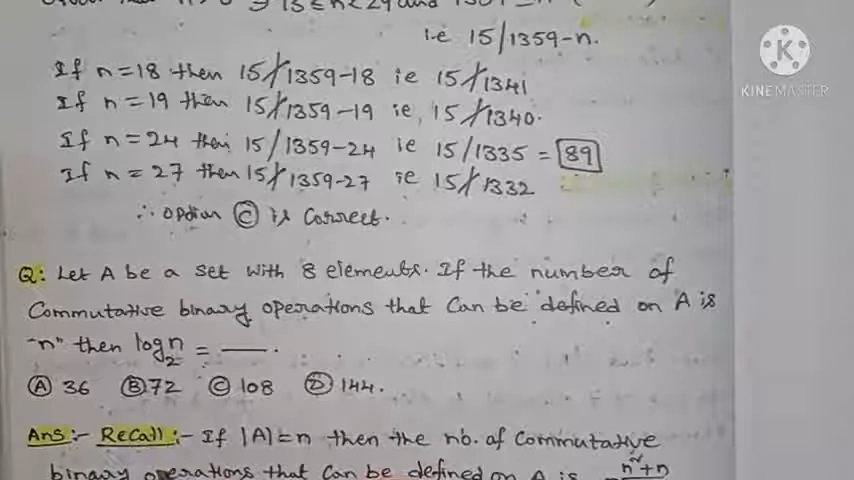 i.e 15/1359-n.
If n=18 then 15∤1359-18 ie 15∤1341
If n=19 then 15∤1359-19 ie, 15∤1340.
If n=24 then 15/1359-24 ie 15/1335 = 89
If n=27 then 15∤1359-27 ie 15∤1332
∴ option Ⓒ is correct.
Q: Let A be a set with 8 elements. If the number of
Commutative binary operations that can be defined on A is
"n" then log₂n = ___.
Ⓐ 36 Ⓑ 72 Ⓒ 108 Ⓓ 144.
Ans:- Recall:- If |A|=n then the nb. of commutative
binary operations that can be defined on A is n²+n
K
KINEMASTER